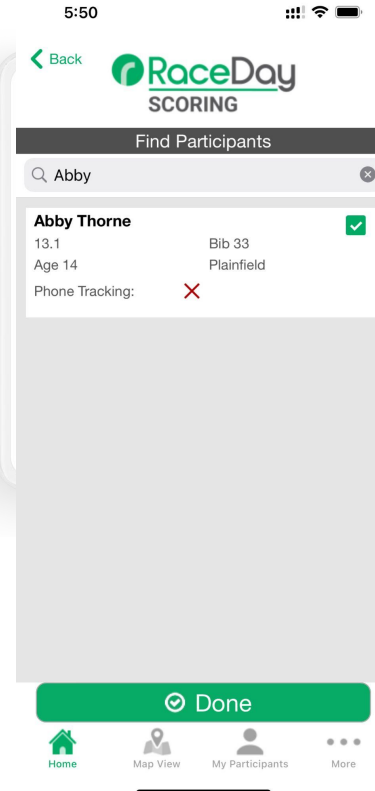 5:50
Back
RaceDay
SCORING
Find Participants
Abby
Abby Thorne
13.1 Bib 33
Age 14 Plainfield
Phone Tracking:
Done
Home Map View My Participants More